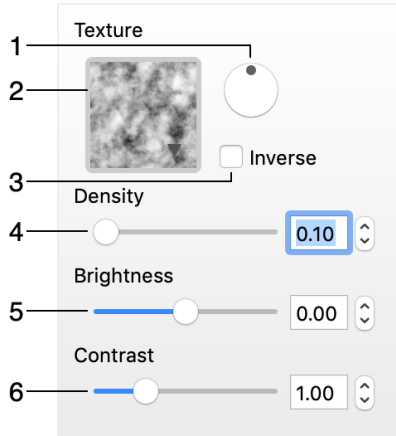 Texture
1
2
Inverse
3
Density
4 0.10
Brightness
5 0.00
Contrast
6 1.00